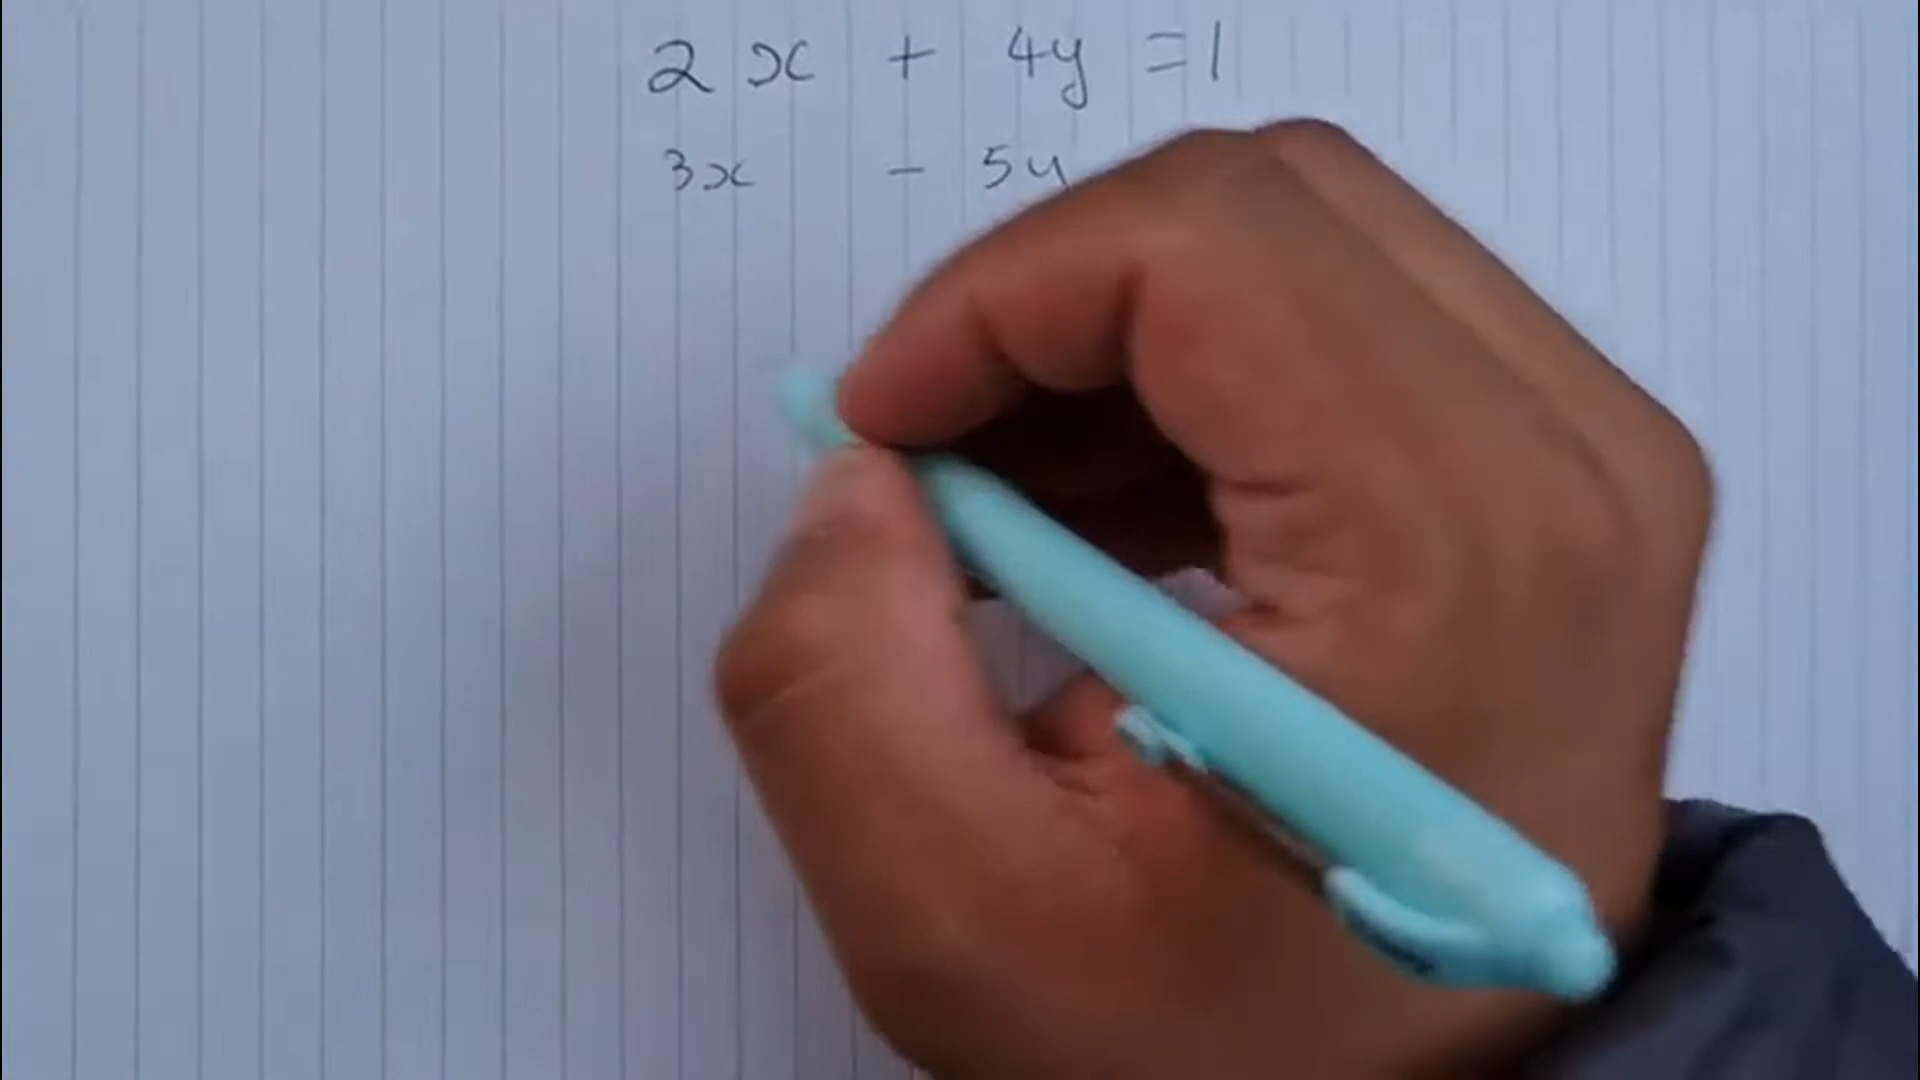 2x + 4y = 1
3x - 5y